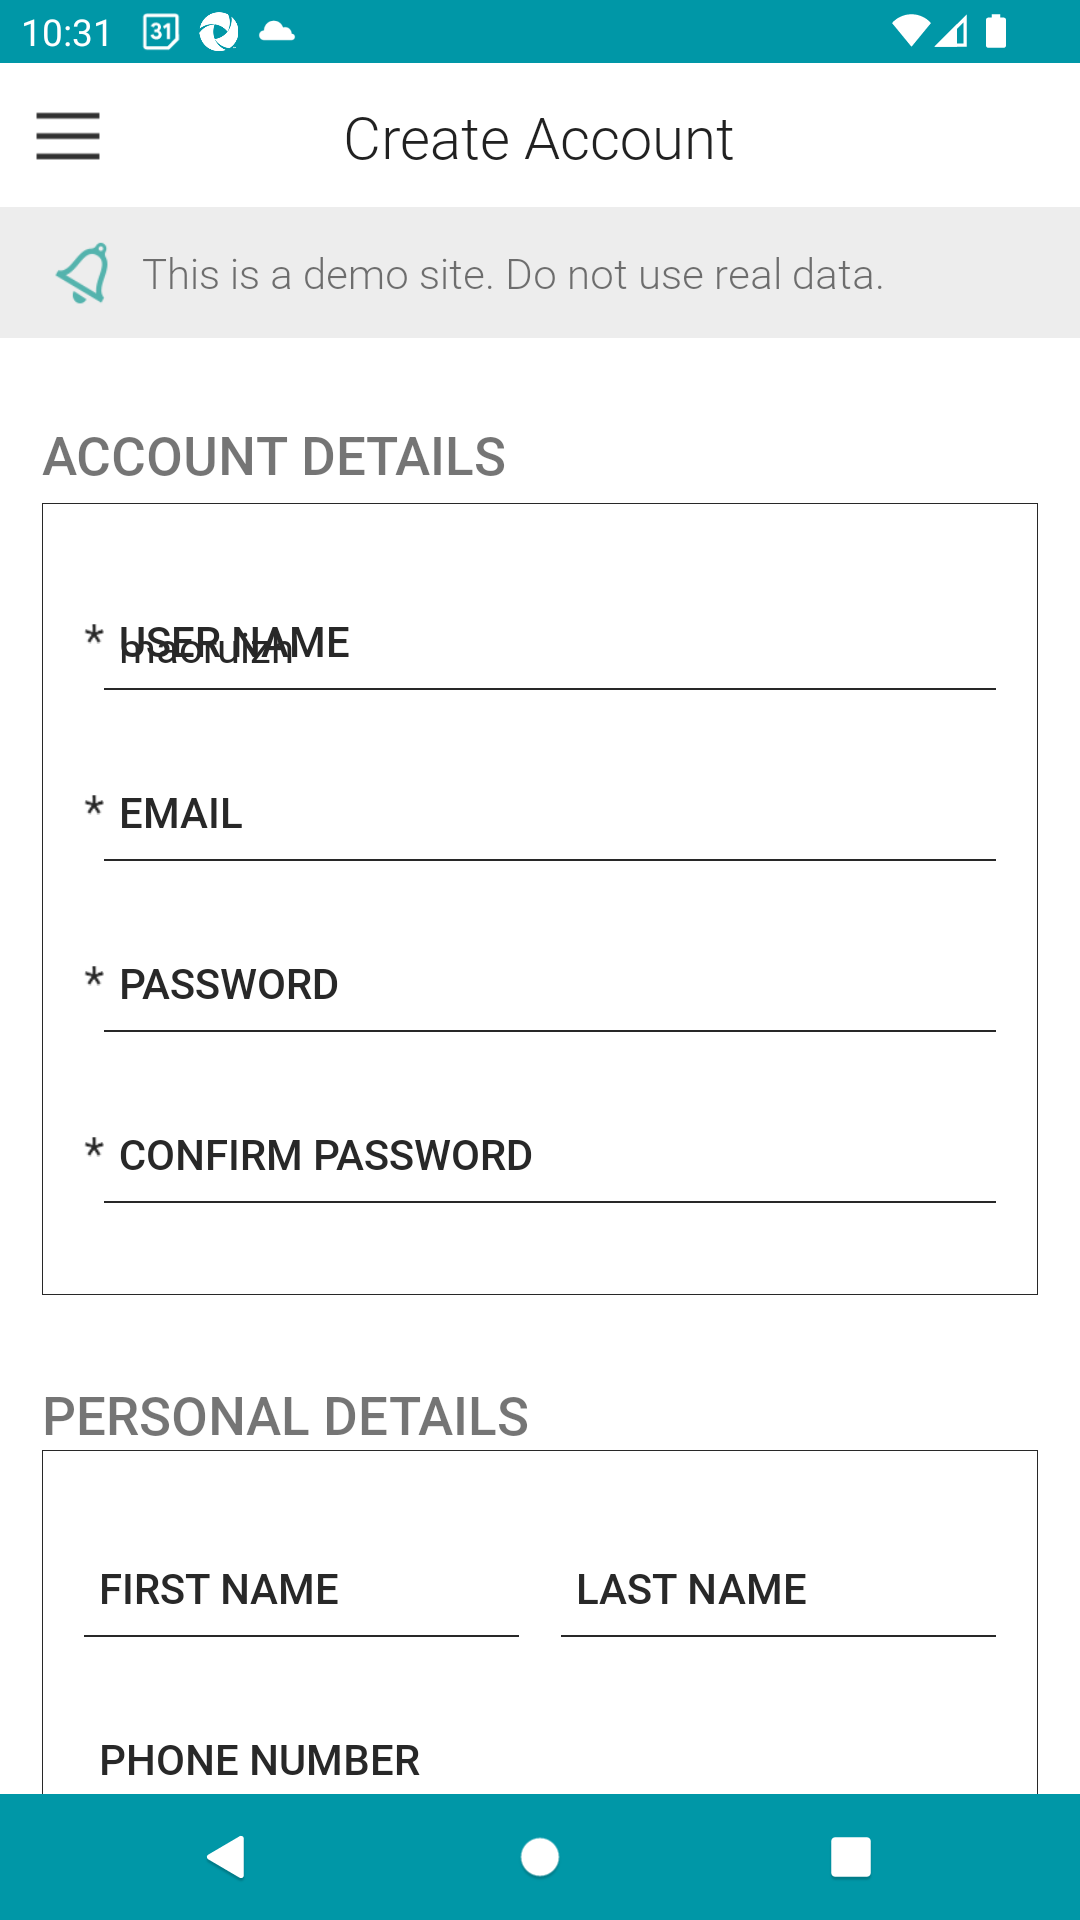 10:31 31
Create Account
This is a demo site. Do not use real data.
ACCOUNT DETAILS
* USER NAME
maoruizh
* EMAIL
* PASSWORD
* CONFIRM PASSWORD
PERSONAL DETAILS
FIRST NAME LAST NAME
PHONE NUMBER